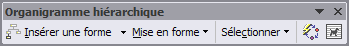 Organigramme hiérarchique
Insérer une forme Mise en forme Sélectionner